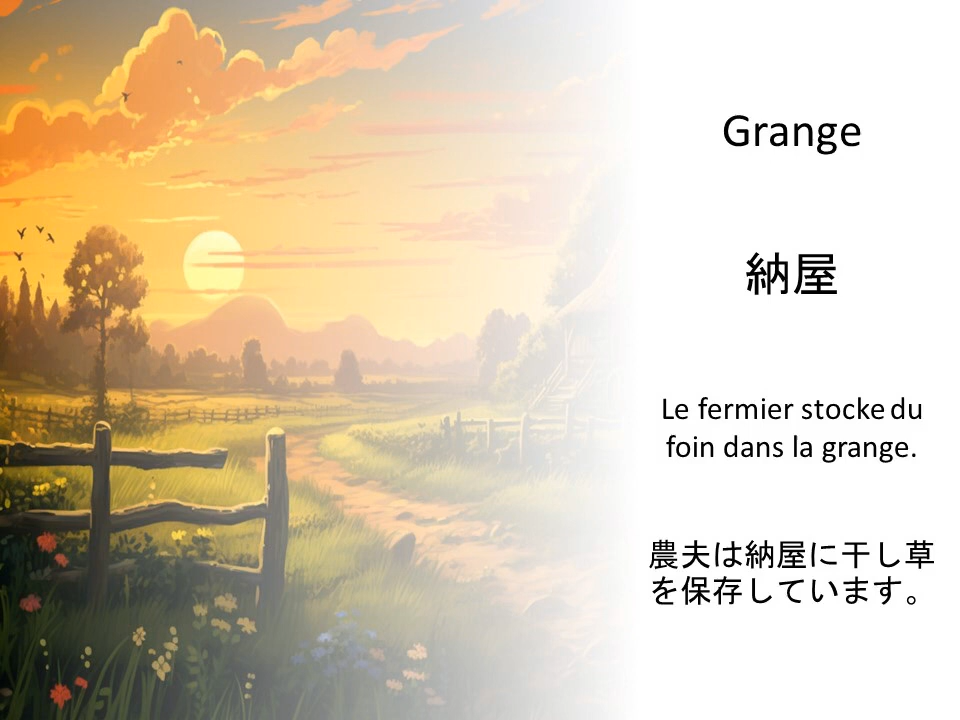 Grange
納屋
Le fermier stocke du
foin dans la grange.
農夫は納屋に干し草
を保存しています。